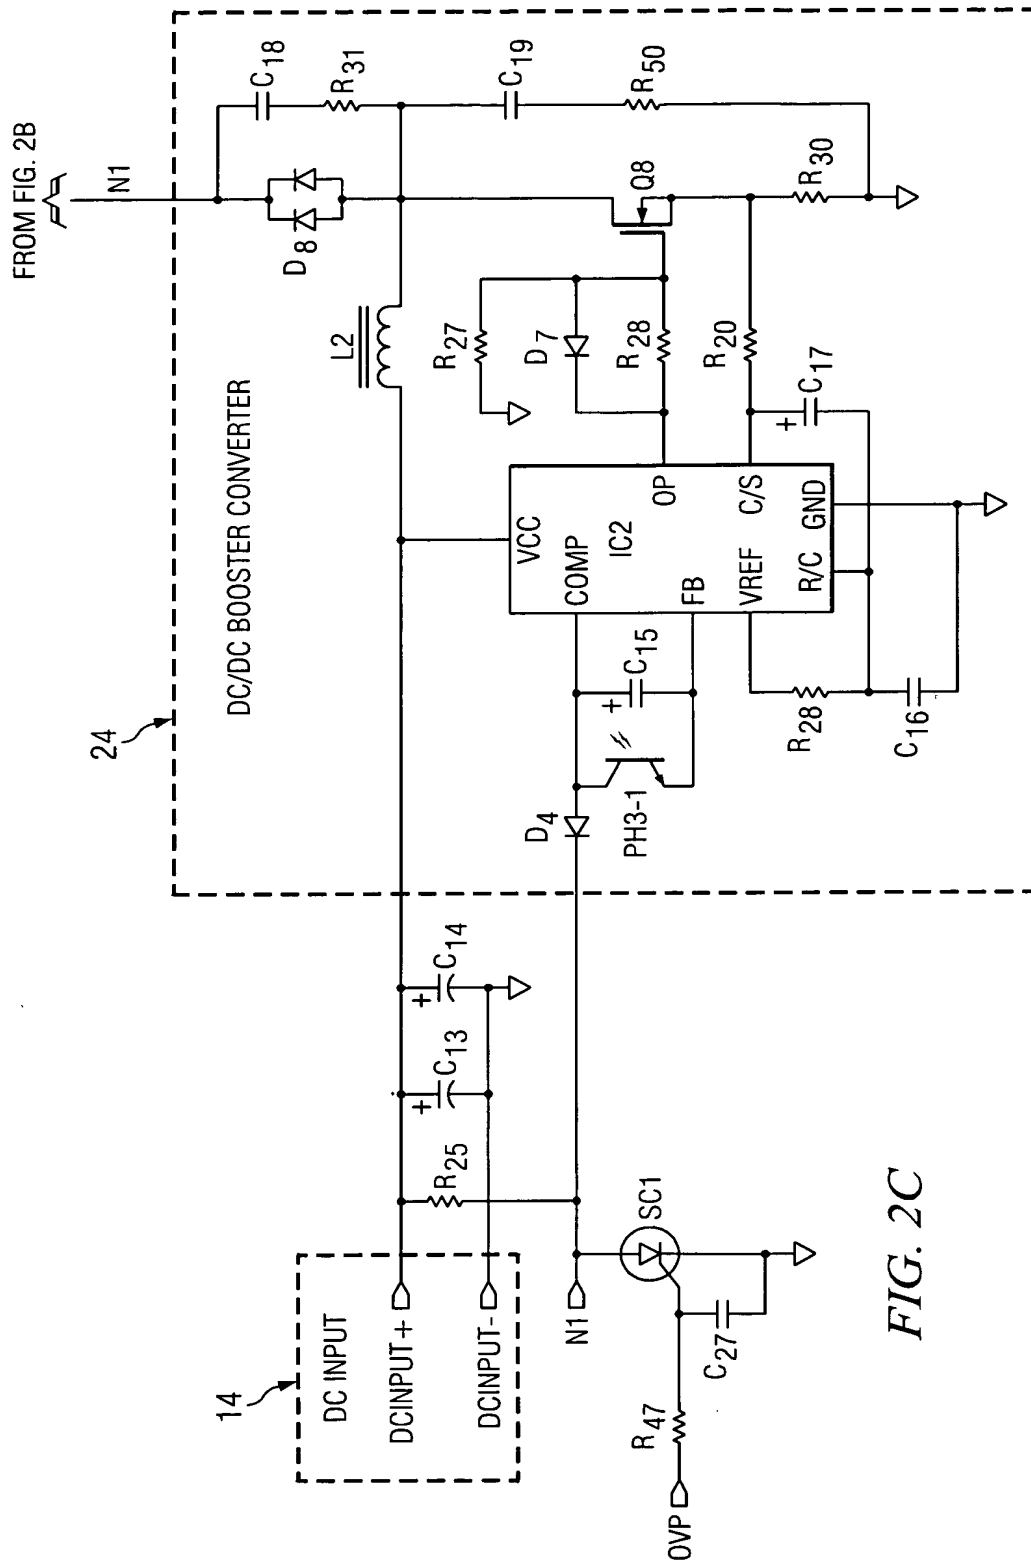 FROM FIG. 2B
N1
24
DC/DC BOOSTER CONVERTER
C18
R31
D8
L2
C19
R50
R27
D7
R28
Q8
R20
R30
C17
VCC
COMP
IC2
OP
FB
VREF
C/S
R/C
GND
C15
PH3-1
D4
R28
C16
14
DC INPUT
DCINPUT+
DCINPUT-
R25
C13
C14
N1
SC1
OVP
R47
C27
+
+
+
+
FIG. 2C